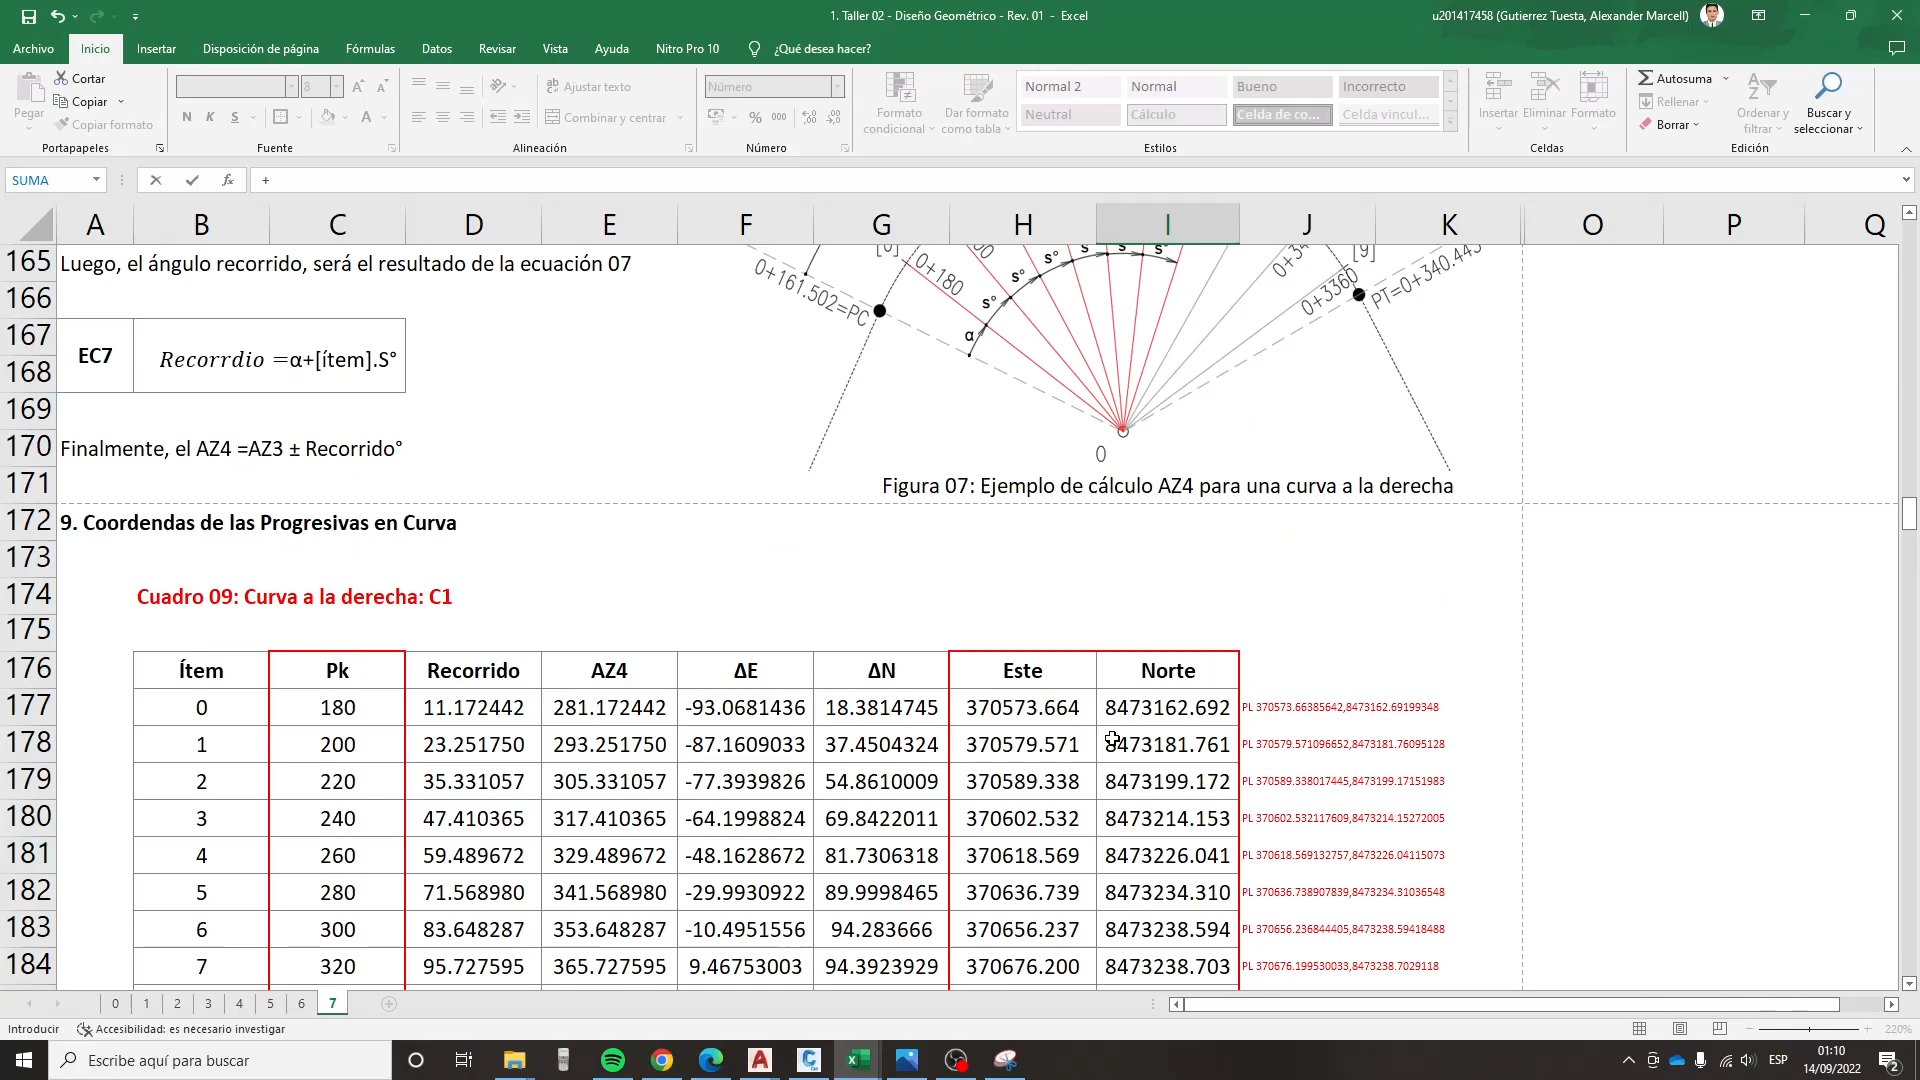 1. Taller 02 - Diseño Geométrico - Rev. 01 - Excel
u201417458 (Gutierrez Tuesta, Alexander Marcell)
Archivo Inicio Insertar Disposición de página Fórmulas Datos Revisar Vista Ayuda Nitro Pro 10 ¿Qué desea hacer?
Cortar
Copiar
Copiar formato
Pegar
Portapapeles
8
N K S
Fuente
Ajustar texto
Combinar y centrar
Alineación
Número
% 000
Número
Formato condicional
Dar formato como tabla
Normal 2 Normal Bueno Incorrecto
Neutral Cálculo Celda de co... Celda vincul...
Estilos
Insertar Eliminar Formato
Celdas
Autosuma
Rellenar
Borrar
Ordenar y filtrar
Buscar y seleccionar
Edición
SUMA fx +
A B C D E F G H I J K O P Q
165 Luego, el ángulo recorrido, será el resultado de la ecuación 07
166
167
168
EC7 Recorrdio =α+[ítem].S°
169
170 Finalmente, el AZ4 =AZ3 ± Recorrido°
171
0+161.502=PC
0+180
α
s° s° s° s s s°
0+3360
[9]
PT=0+340.443
0
Figura 07: Ejemplo de cálculo AZ4 para una curva a la derecha
172 9. Coordendas de las Progresivas en Curva
173
174 Cuadro 09: Curva a la derecha: C1
175
176 Ítem Pk Recorrido AZ4 ΔE ΔN Este Norte
177 0 180 11.172442 281.172442 -93.0681436 18.3814745 370573.664 8473162.692 PL 370573.66385642,8473162.69199348
178 1 200 23.251750 293.251750 -87.1609033 37.4504324 370579.571 8473181.761 PL 370579.571096652,8473181.76095128
179 2 220 35.331057 305.331057 -77.3939826 54.8610009 370589.338 8473199.172 PL 370589.338017445,8473199.17151983
180 3 240 47.410365 317.410365 -64.1998824 69.8422011 370602.532 8473214.153 PL 370602.532117609,8473214.15272005
181 4 260 59.489672 329.489672 -48.1628672 81.7306318 370618.569 8473226.041 PL 370618.569132757,8473226.04115073
182 5 280 71.568980 341.568980 -29.9930922 89.9998465 370636.739 8473234.310 PL 370636.738907839,8473234.31036548
183 6 300 83.648287 353.648287 -10.4951556 94.283666 370656.237 8473238.594 PL 370656.236844405,8473238.59418488
184 7 320 95.727595 365.727595 9.46753003 94.3923929 370676.200 8473238.703 PL 370676.199530033,8473238.7029118
0 1 2 3 4 5 6 7
Introducir Accesibilidad: es necesario investigar
220%
Escribe aquí para buscar
ESP
01:10
14/09/2022
2